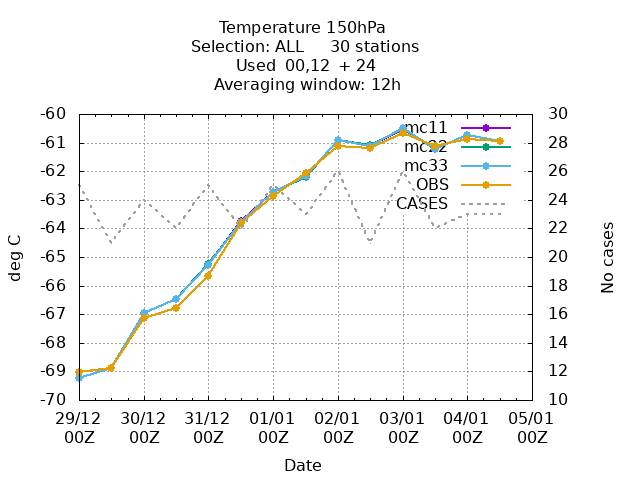 Temperature 150hPa
Selection: ALL 30 stations
Used 00,12 + 24
Averaging window: 12h
-60 30
-61 28
-62 26
-63 24
-64 22
-65 20
-66 18
-67 16
-68 14
-69 12
-70 10
mc11
mc22
mc33
OBS
CASES
deg C
No cases
29/12 30/12 31/12 01/01 02/01 03/01 04/01 05/01
00Z 00Z 00Z 00Z 00Z 00Z 00Z 00Z
Date